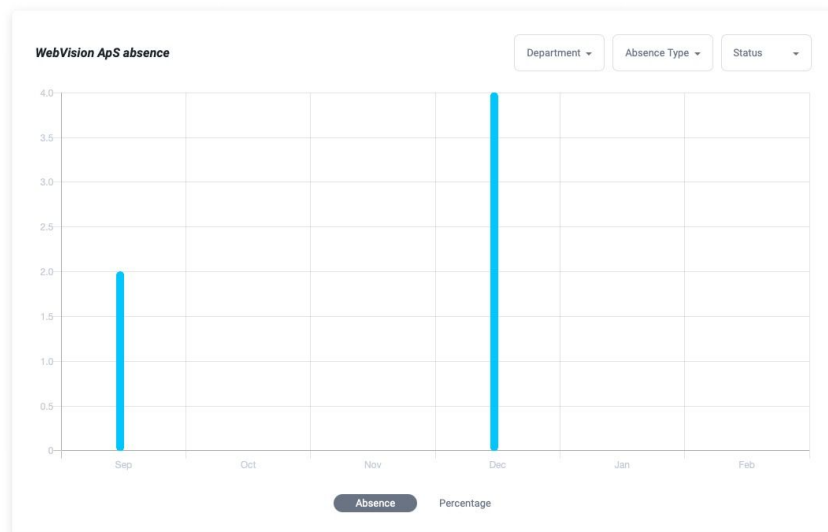 WebVision ApS absence
Department
Absence Type
Status
4.0
3.5
3.0
2.5
2.0
1.5
1.0
0.5
0
Sep Oct Nov Dec Jan Feb
Absence Percentage